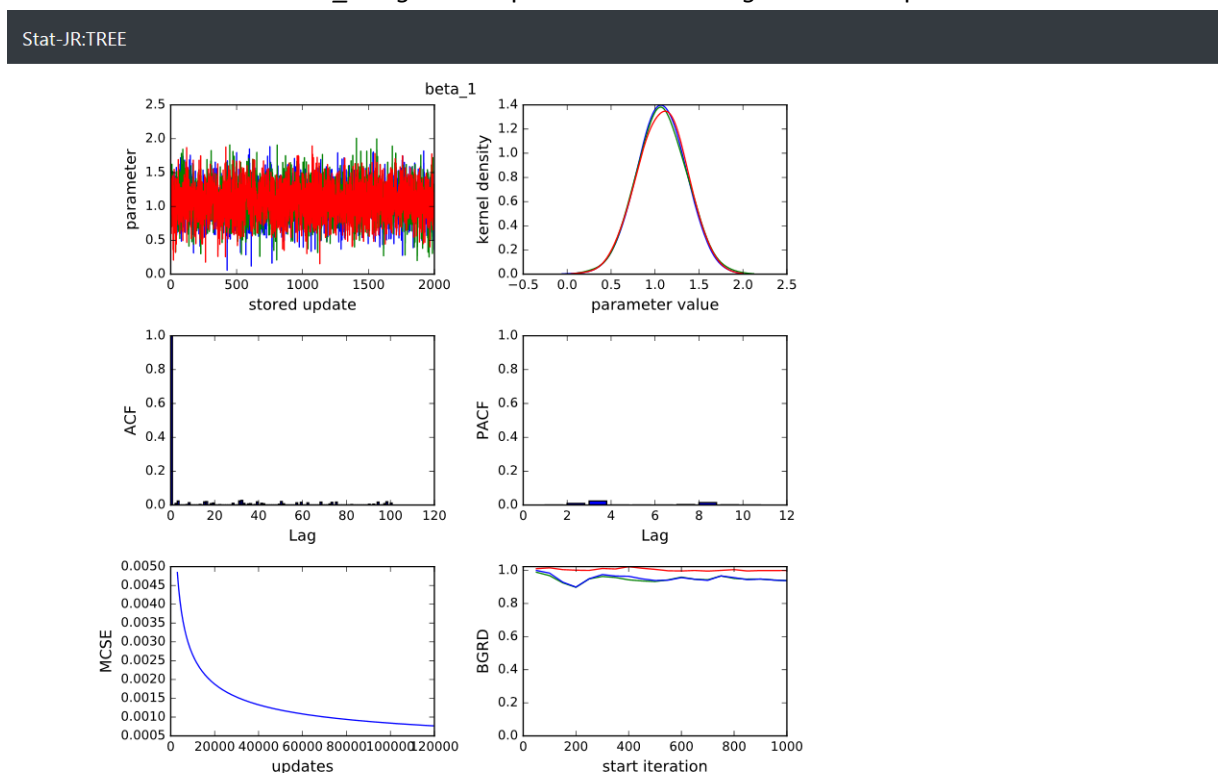 Stat-JR:TREE
beta_1
2.5
2.0
1.5
1.0
0.5
0.0
parameter
0 500 1000 1500 2000
stored update
1.4
1.2
1.0
0.8
0.6
0.4
0.2
0.0
kernel density
−0.5 0.0 0.5 1.0 1.5 2.0 2.5
parameter value
1.0
0.8
0.6
0.4
0.2
0.0
ACF
0 20 40 60 80 100 120
Lag
1.0
0.8
0.6
0.4
0.2
0.0
PACF
0 2 4 6 8 10 12
Lag
0.0050
0.0045
0.0040
0.0035
0.0030
0.0025
0.0020
0.0015
0.0010
0.0005
MCSE
0 20000 40000 60000 80000 100000 120000
updates
1.0
0.8
0.6
0.4
0.2
0.0
BGRD
0 200 400 600 800 1000
start iteration